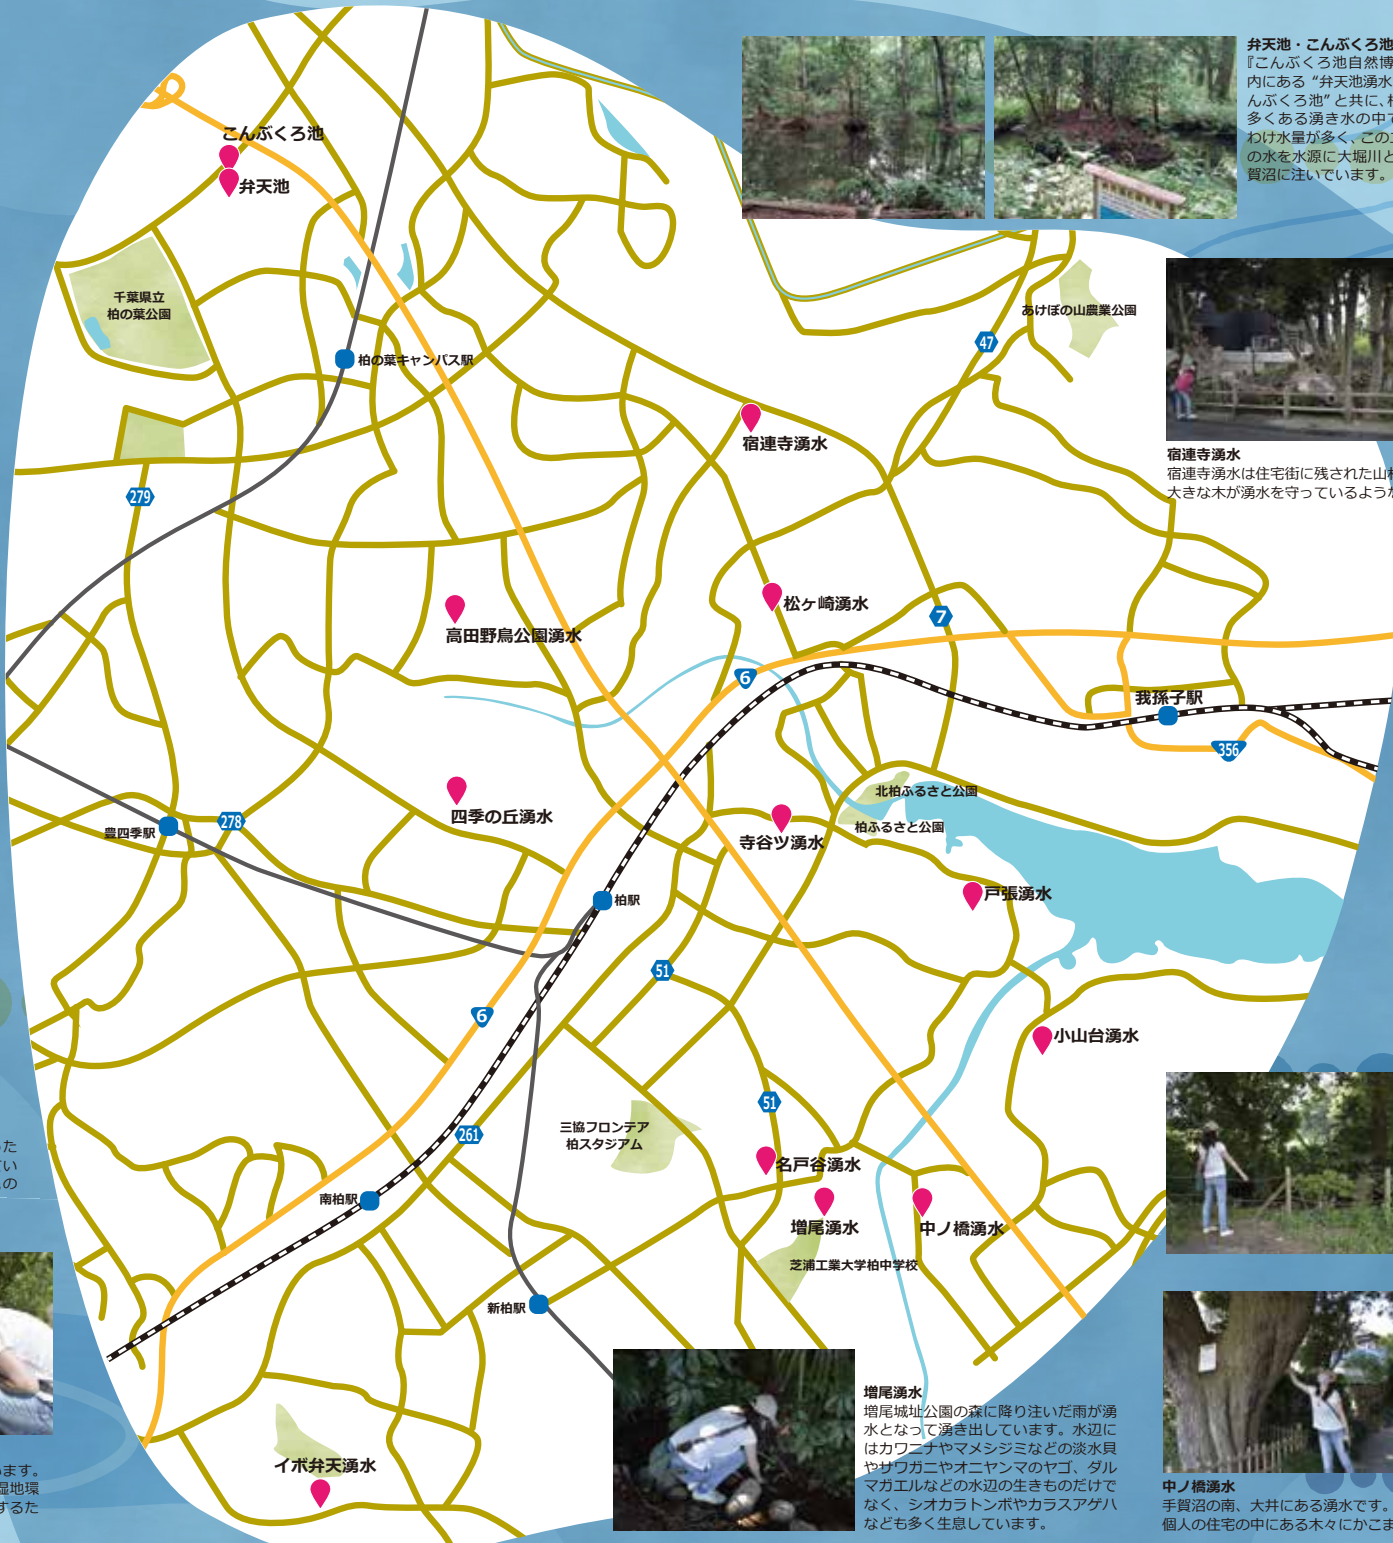 弁天池・こんぶくろ池
『こんぶくろ池自然博
内にある“弁天池湧水
んぶくろ池”と共に、
多くある湧き水の中で
わけ水量が多く、この
の水を水源に大堀川と
賀沼に注いでいます。
こんぶくろ池
弁天池
千葉県立
柏の葉公園
あけぼの山農業公園
47
柏の葉キャンパス駅
宿連寺湧水
宿連寺湧水
宿連寺湧水は住宅街に残された山
大きな木が湧水を守っているような
279
松ヶ崎湧水
7
高田野鳥公園湧水
6
我孫子駅
356
四季の丘湧水
北柏ふるさと公園
278
豊四季駅
柏ふるさと公園
寺谷ツ湧水
戸張湧水
柏駅
51
6
小山台湧水
51
三協フロンテア
柏スタジアム
261
た
い
の
名戸谷湧水
南柏駅
増尾湧水
中ノ橋湧水
芝浦工業大学柏中学校
新柏駅
増尾湧水
増尾城址公園の森に降り注いだ雨が湧
水となって湧き出しています。水辺に
はカワニナやマメシジミなどの淡水貝
やサワガニやオニヤンマのヤゴ、ダル
マガエルなどの水辺の生きものだけで
なく、シオカラトンボやカラスアゲハ
なども多く生息しています。
イボ弁天湧水
ます。
湿地環
するた
中ノ橋湧水
手賀沼の南、大井にある湧水です。
個人の住宅の中にある木々にかこま